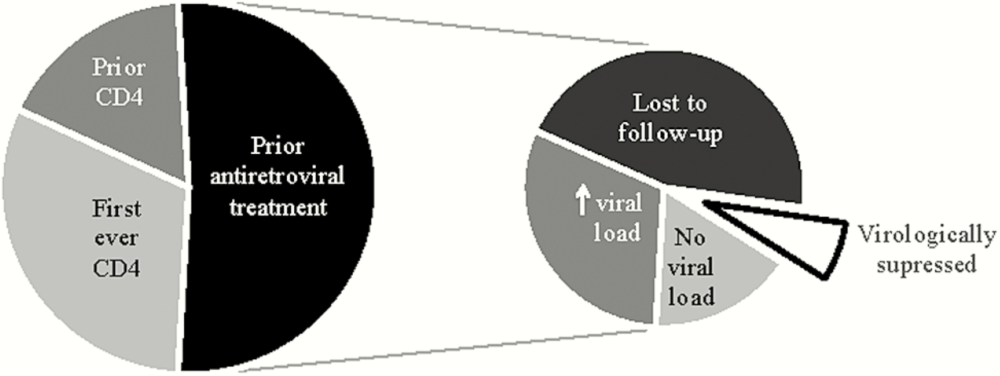 Prior
CD4
First
ever
CD4
Prior
antiretroviral
treatment
Lost to
follow-up
↑ viral
load
No
viral
load
Virologically
supressed